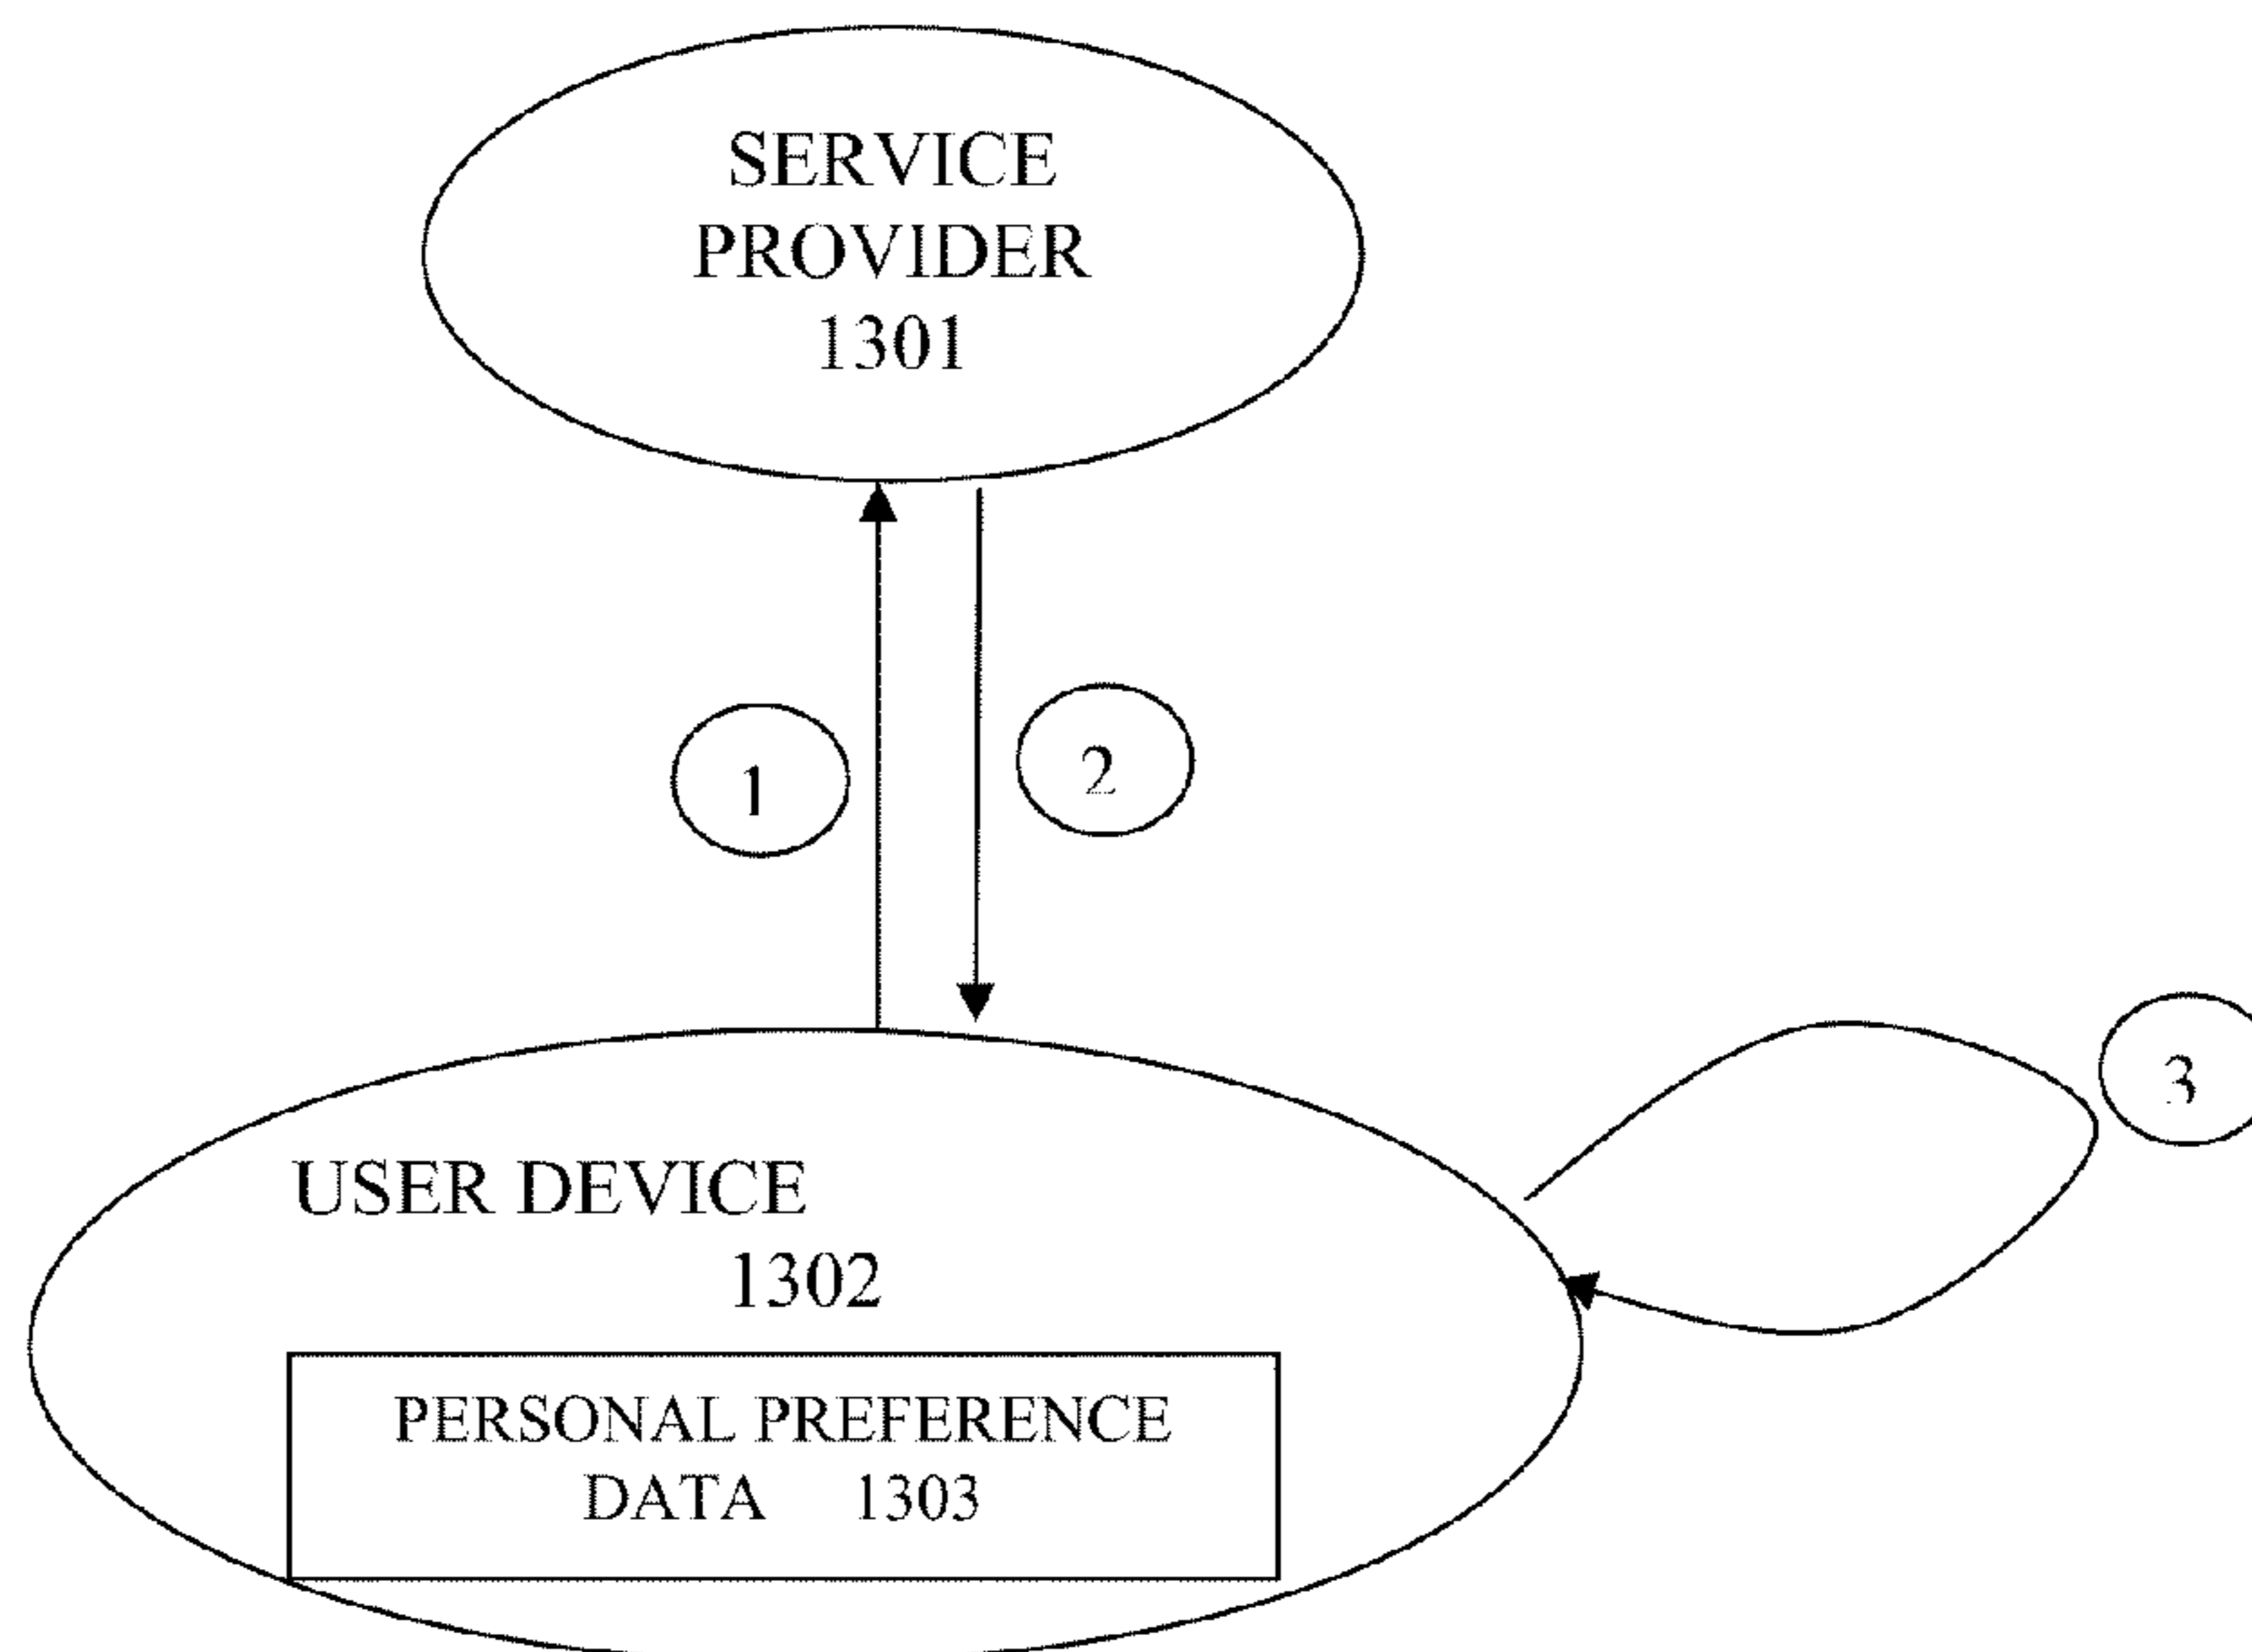 SERVICE
PROVIDER
1301
1
2
3
USER DEVICE
1302
PERSONAL PREFERENCE
DATA 1303